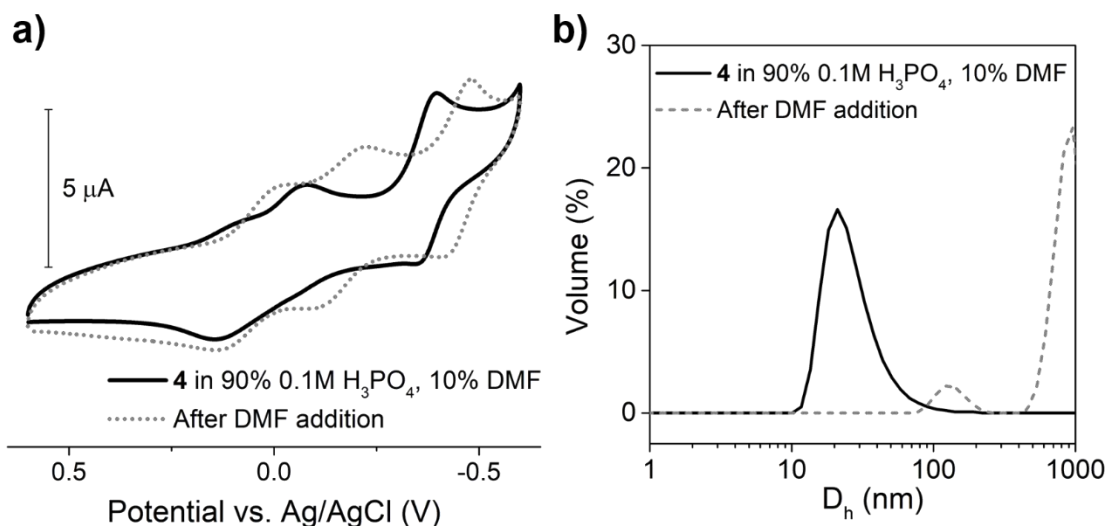 a)
5 μA
4 in 90% 0.1M H₃PO₄, 10% DMF
After DMF addition
0.5 0.0 -0.5
Potential vs. Ag/AgCl (V)
b)
30
20
10
0
Volume (%)
4 in 90% 0.1M H₃PO₄, 10% DMF
After DMF addition
1 10 100 1000
Dₕ (nm)